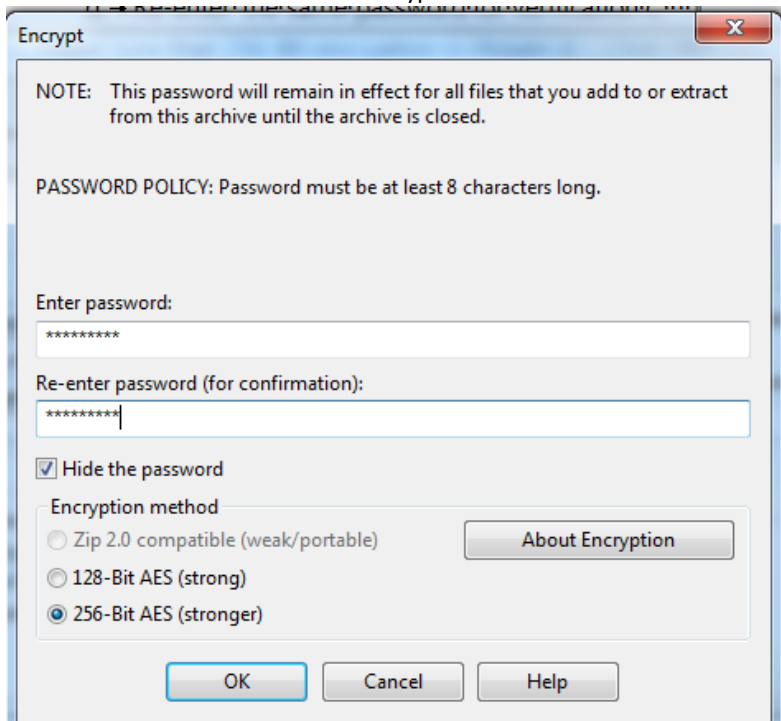 Encrypt
NOTE: This password will remain in effect for all files that you add to or extract
from this archive until the archive is closed.
PASSWORD POLICY: Password must be at least 8 characters long.
Enter password:
*********
Re-enter password (for confirmation):
*********
Hide the password
Encryption method
Zip 2.0 compatible (weak/portable)
About Encryption
128-Bit AES (strong)
256-Bit AES (stronger)
OK Cancel Help